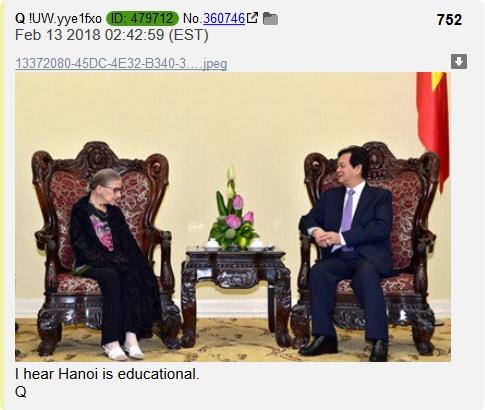 Q !UW.yye1fxo ID: 479712 No.360746 752
Feb 13 2018 02:42:59 (EST)
13372080-45DC-4E32-B340-3….jpeg
I hear Hanoi is educational.
Q